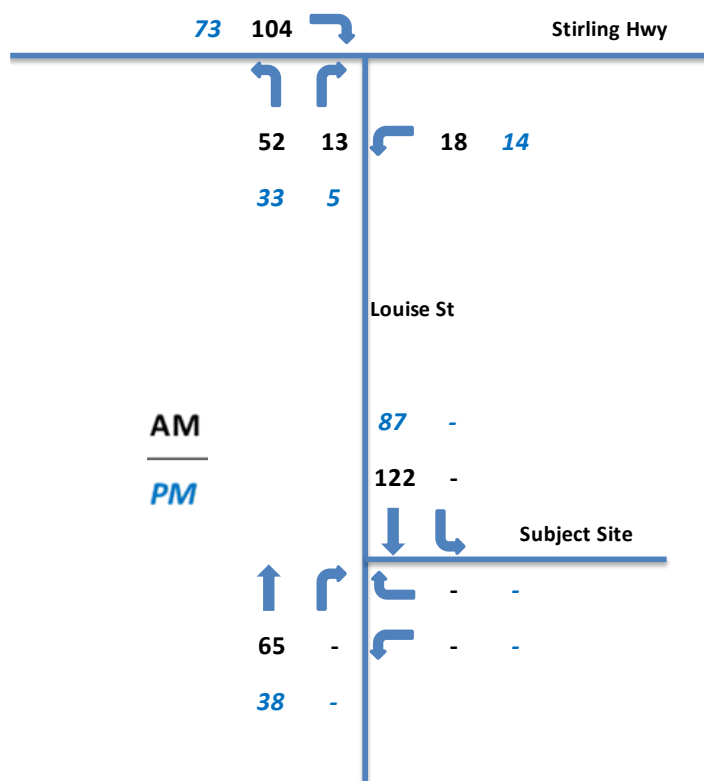 73 104 Stirling Hwy
52 13 18 14
33 5
Louise St
87 -
AM
122 -
PM
Subject Site
- -
65 - - -
38 -